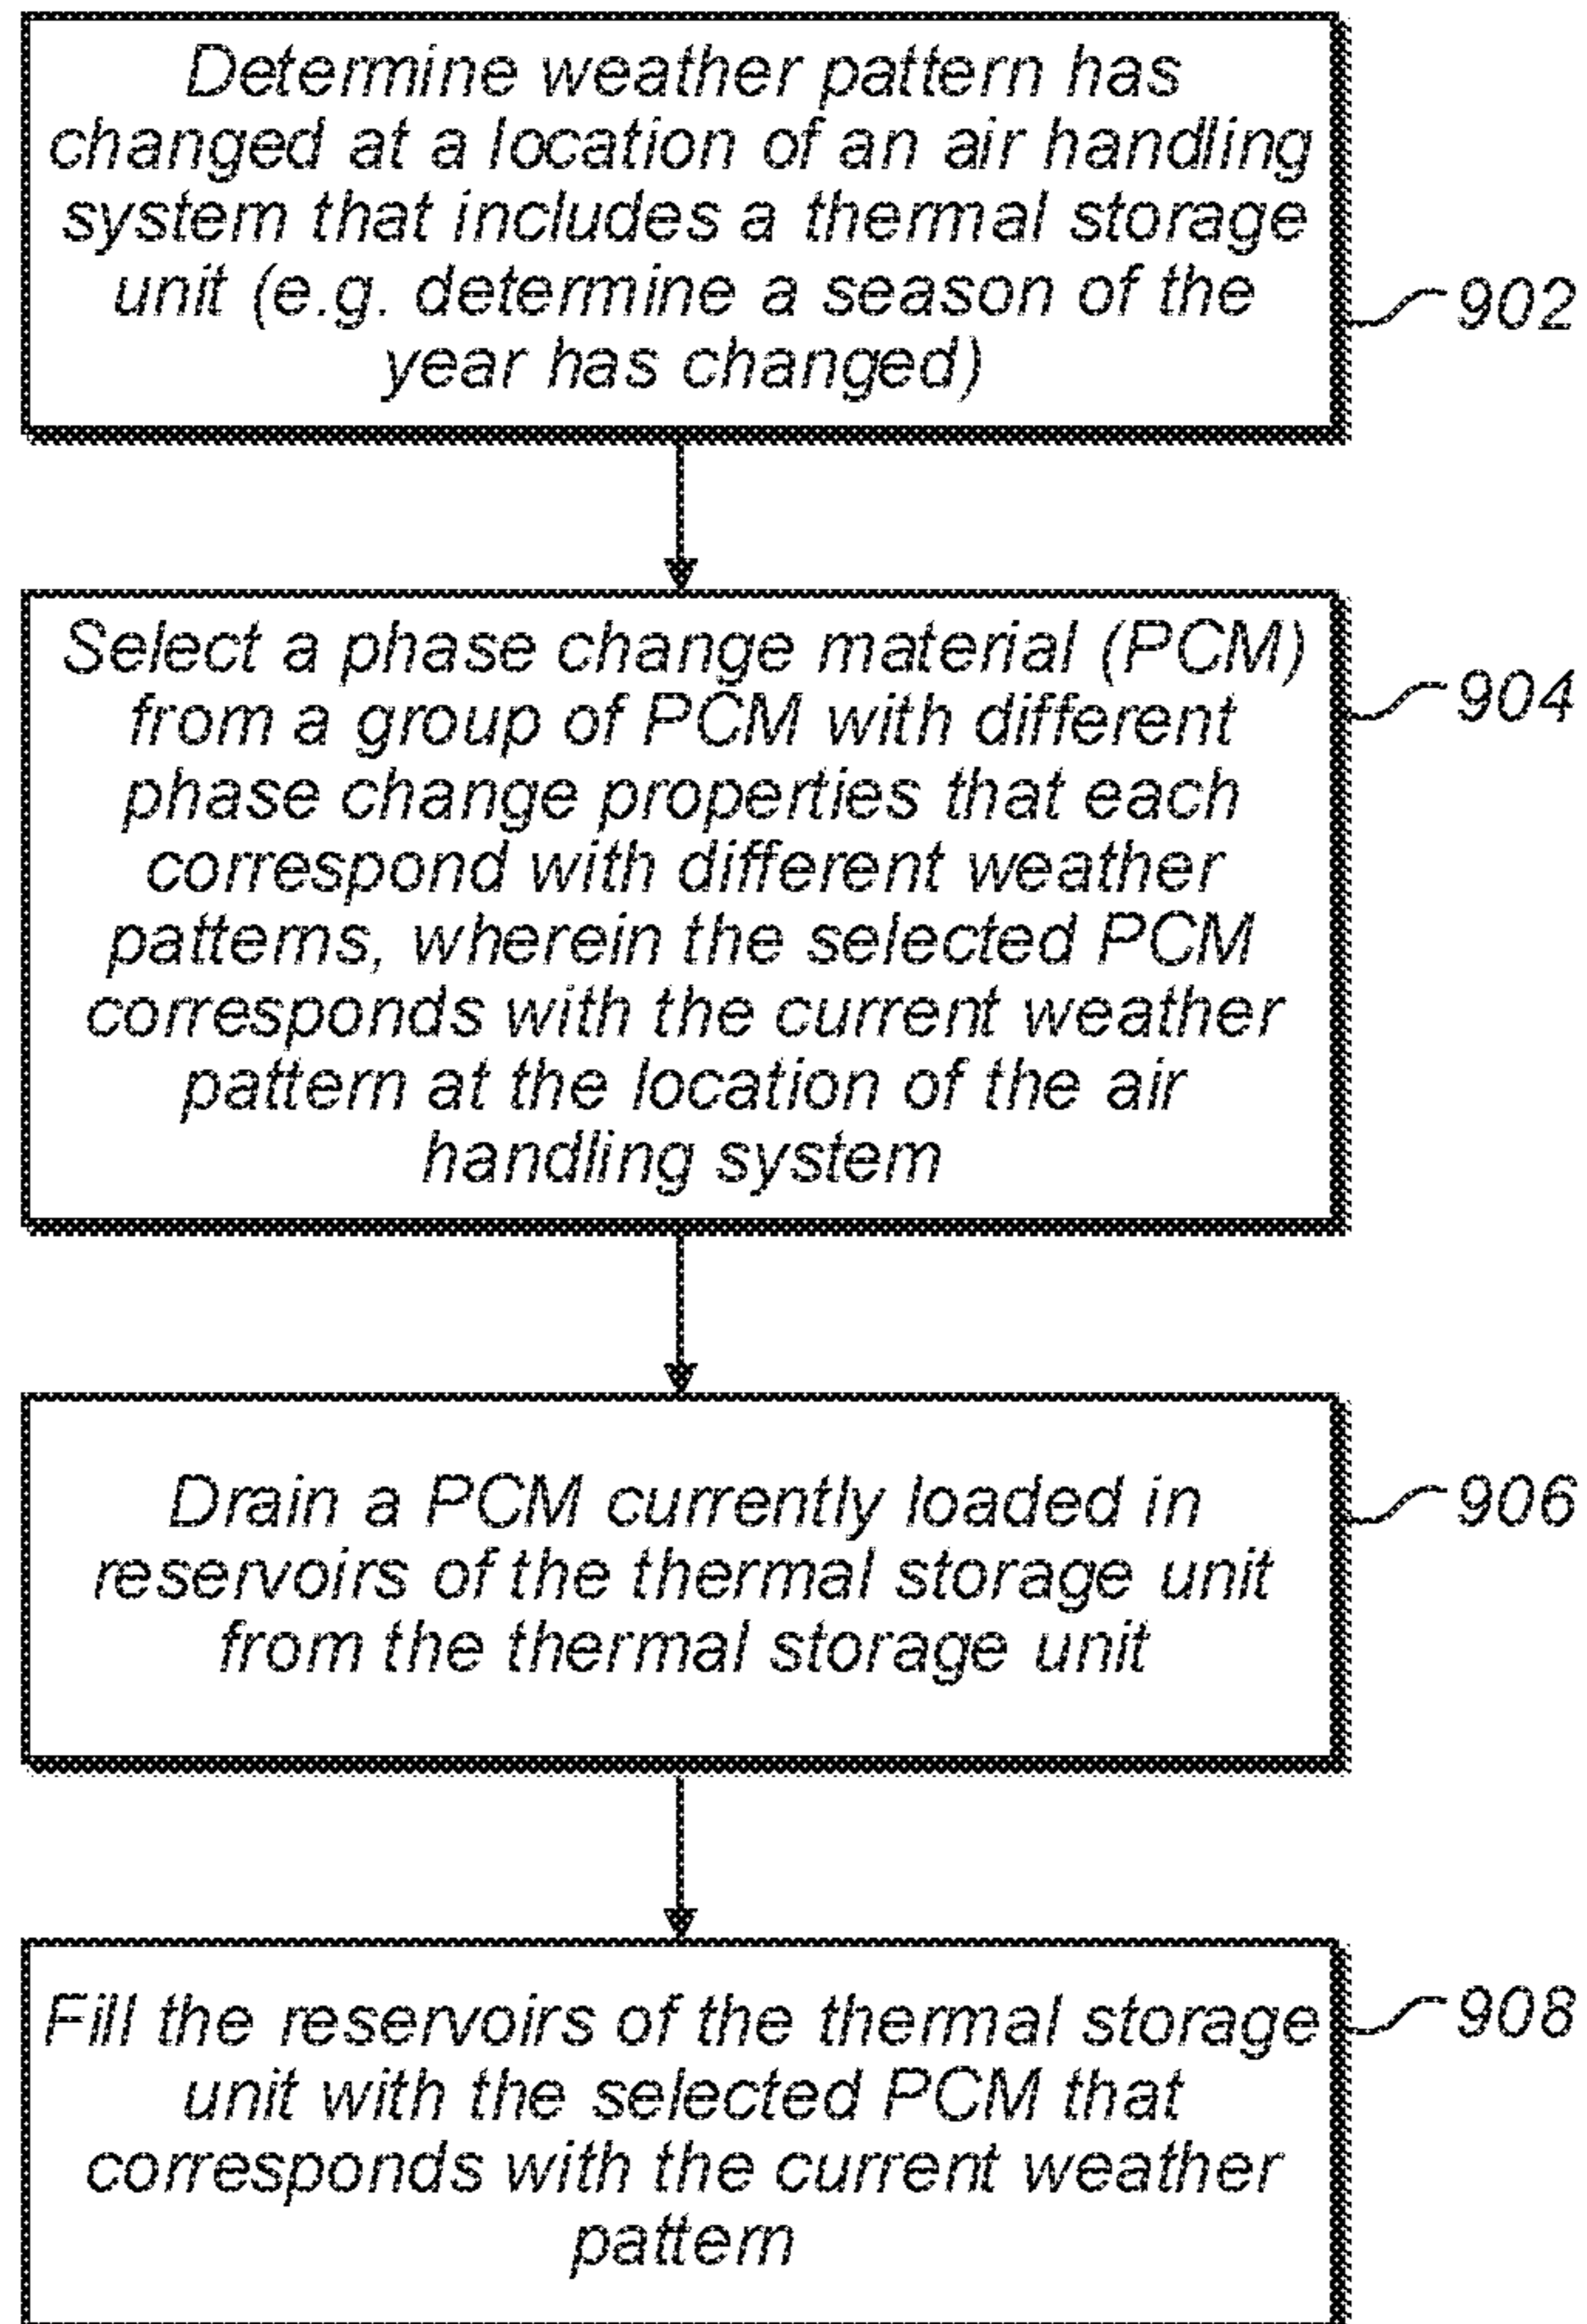 Determine weather pattern has
changed at a location of an air handling
system that includes a thermal storage
unit (e.g. determine a season of the
year has changed)
902
Select a phase change material (PCM)
from a group of PCM with different
phase change properties that each
correspond with different weather
patterns, wherein the selected PCM
corresponds with the current weather
pattern at the location of the air
handling system
904
Drain a PCM currently loaded in
reservoirs of the thermal storage unit
from the thermal storage unit
906
Fill the reservoirs of the thermal storage
unit with the selected PCM that
corresponds with the current weather
pattern
908